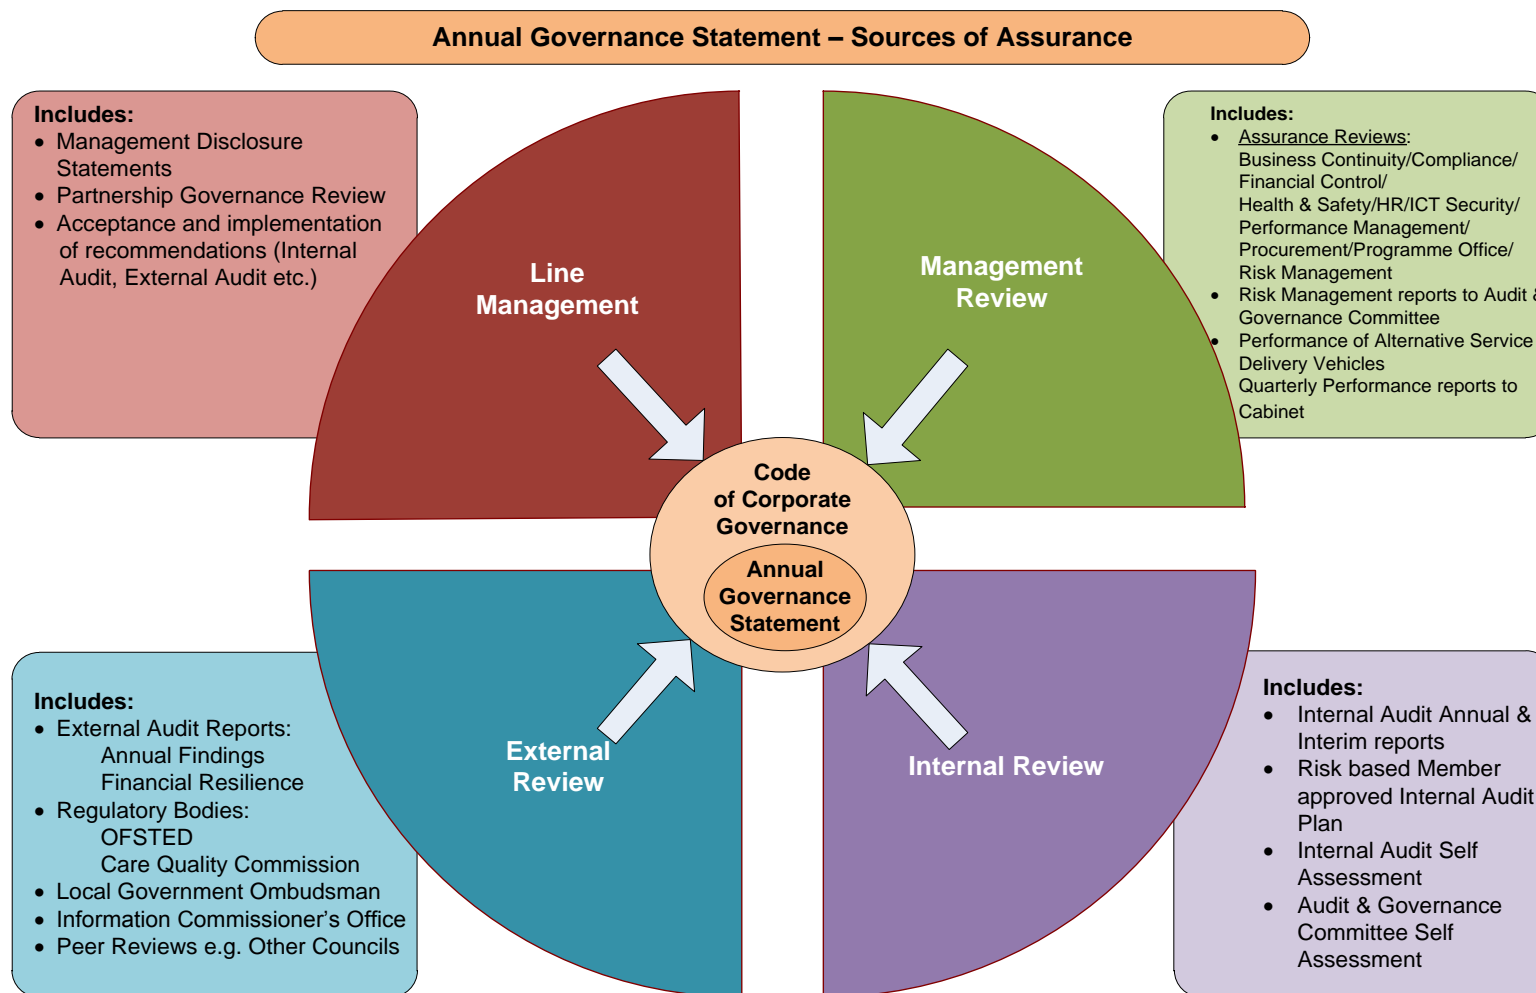 Annual Governance Statement – Sources of Assurance
Includes:
• Management Disclosure
Statements
• Partnership Governance Review
• Acceptance and implementation
of recommendations (Internal
Audit, External Audit etc.)
Line
Management
Management
Review
Includes:
• Assurance Reviews:
Business Continuity/Compliance/
Financial Control/
Health & Safety/HR/ICT Security/
Performance Management/
Procurement/Programme Office/
Risk Management
• Risk Management reports to Audit &
Governance Committee
• Performance of Alternative Service
Delivery Vehicles
Quarterly Performance reports to
Cabinet
Code
of Corporate
Governance
Annual
Governance
Statement
Includes:
• External Audit Reports:
Annual Findings
Financial Resilience
• Regulatory Bodies:
OFSTED
Care Quality Commission
• Local Government Ombudsman
• Information Commissioner's Office
• Peer Reviews e.g. Other Councils
External
Review
Internal Review
Includes:
• Internal Audit Annual &
Interim reports
• Risk based Member
approved Internal Audit
Plan
• Internal Audit Self
Assessment
• Audit & Governance
Committee Self
Assessment